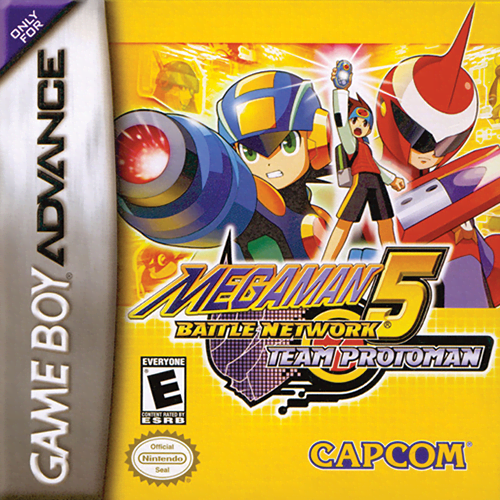 ONLY
FOR
GAME BOY ADVANCE
MEGAMAN 5
BATTLE NETWORK®
TEAM PROTOMAN
EVERYONE
E
CONTENT RATED BY
ESRB
Official
Nintendo
Seal
CAPCOM®